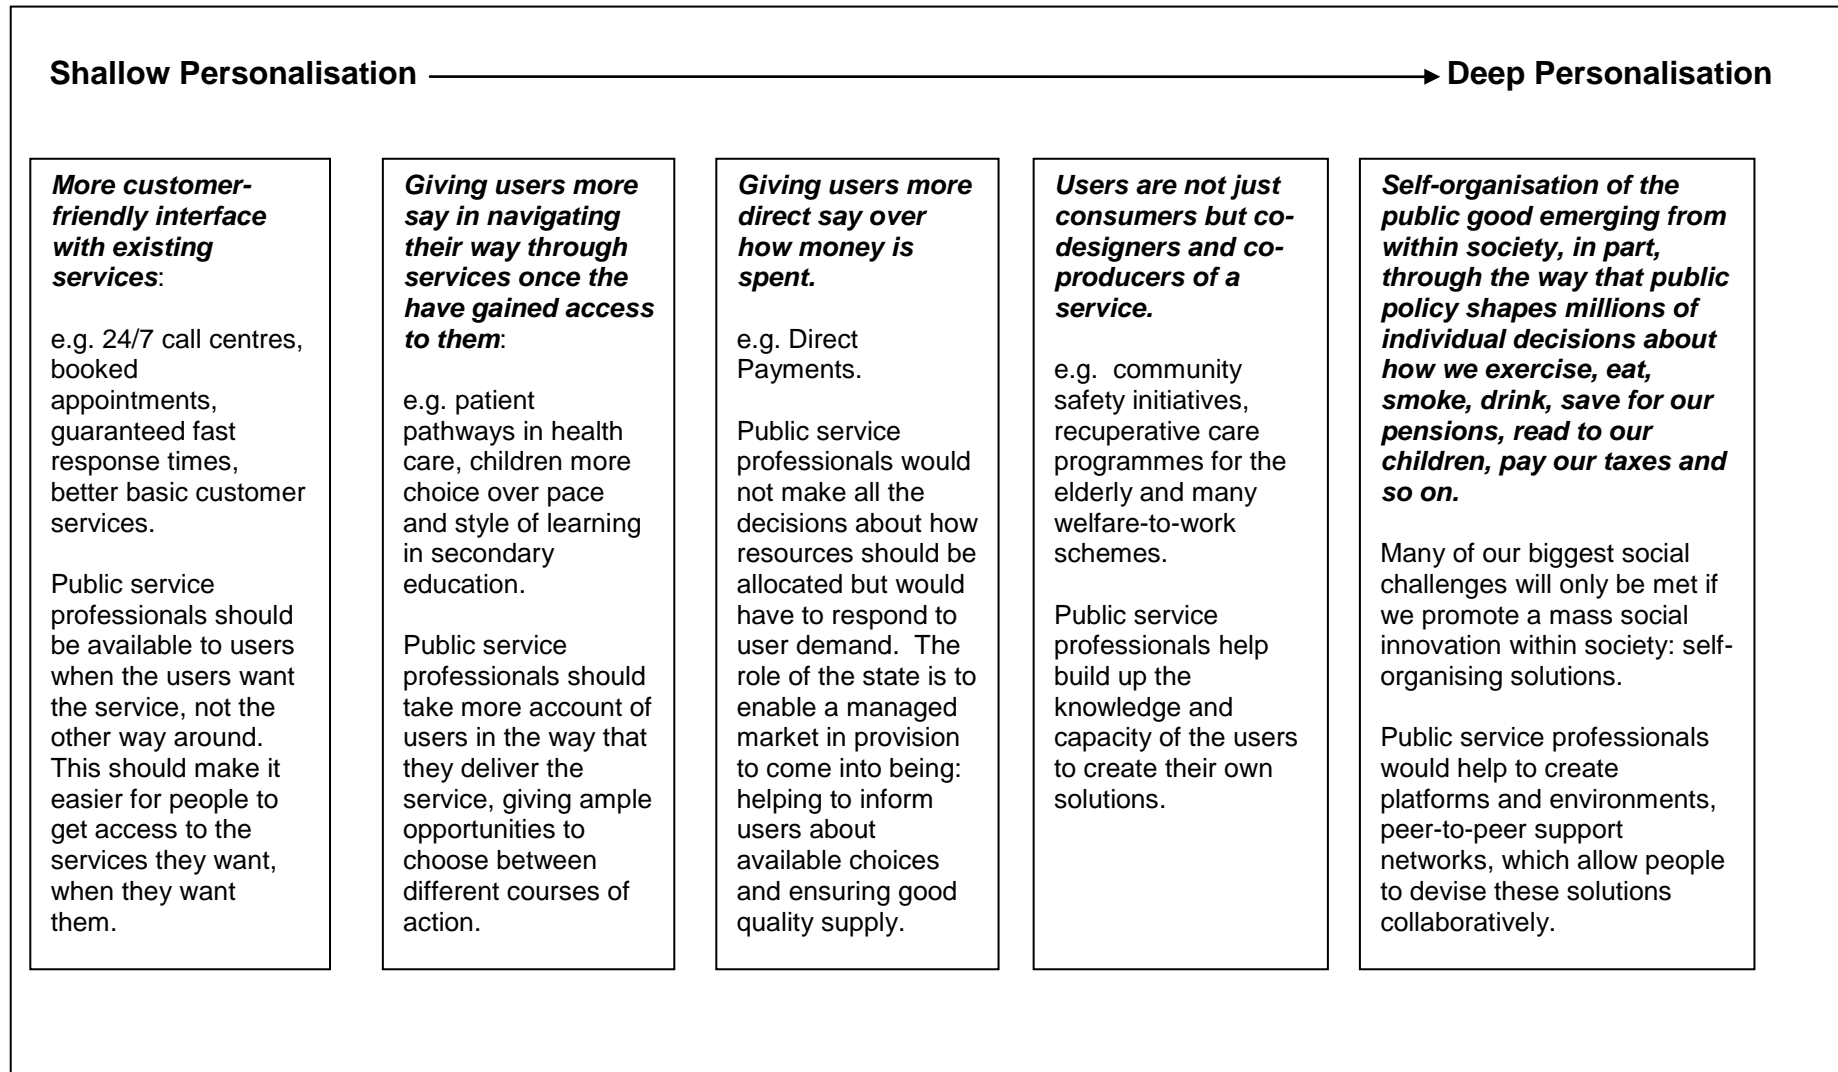 Shallow Personalisation
Deep Personalisation
More customer-
friendly interface
with existing
services:
e.g. 24/7 call centres,
booked
appointments,
guaranteed fast
response times,
better basic customer
services.
Public service
professionals should
be available to users
when the users want
the service, not the
other way around.
This should make it
easier for people to
get access to the
services they want,
when they want
them.
Giving users more
say in navigating
their way through
services once the
have gained access
to them:
e.g. patient
pathways in health
care, children more
choice over pace
and style of learning
in secondary
education.
Public service
professionals should
take more account of
users in the way that
they deliver the
service, giving ample
opportunities to
choose between
different courses of
action.
Giving users more
direct say over
how money is
spent.
e.g. Direct
Payments.
Public service
professionals would
not make all the
decisions about how
resources should be
allocated but would
have to respond to
user demand.  The
role of the state is to
enable a managed
market in provision
to come into being:
helping to inform
users about
available choices
and ensuring good
quality supply.
Users are not just
consumers but co-
designers and co-
producers of a
service.
e.g.  community
safety initiatives,
recuperative care
programmes for the
elderly and many
welfare-to-work
schemes.
Public service
professionals help
build up the
knowledge and
capacity of the users
to create their own
solutions.
Self-organisation of the
public good emerging from
within society, in part,
through the way that public
policy shapes millions of
individual decisions about
how we exercise, eat,
smoke, drink, save for our
pensions, read to our
children, pay our taxes and
so on.
Many of our biggest social
challenges will only be met if
we promote a mass social
innovation within society: self-
organising solutions.
Public service professionals
would help to create
platforms and environments,
peer-to-peer support
networks, which allow people
to devise these solutions
collaboratively.